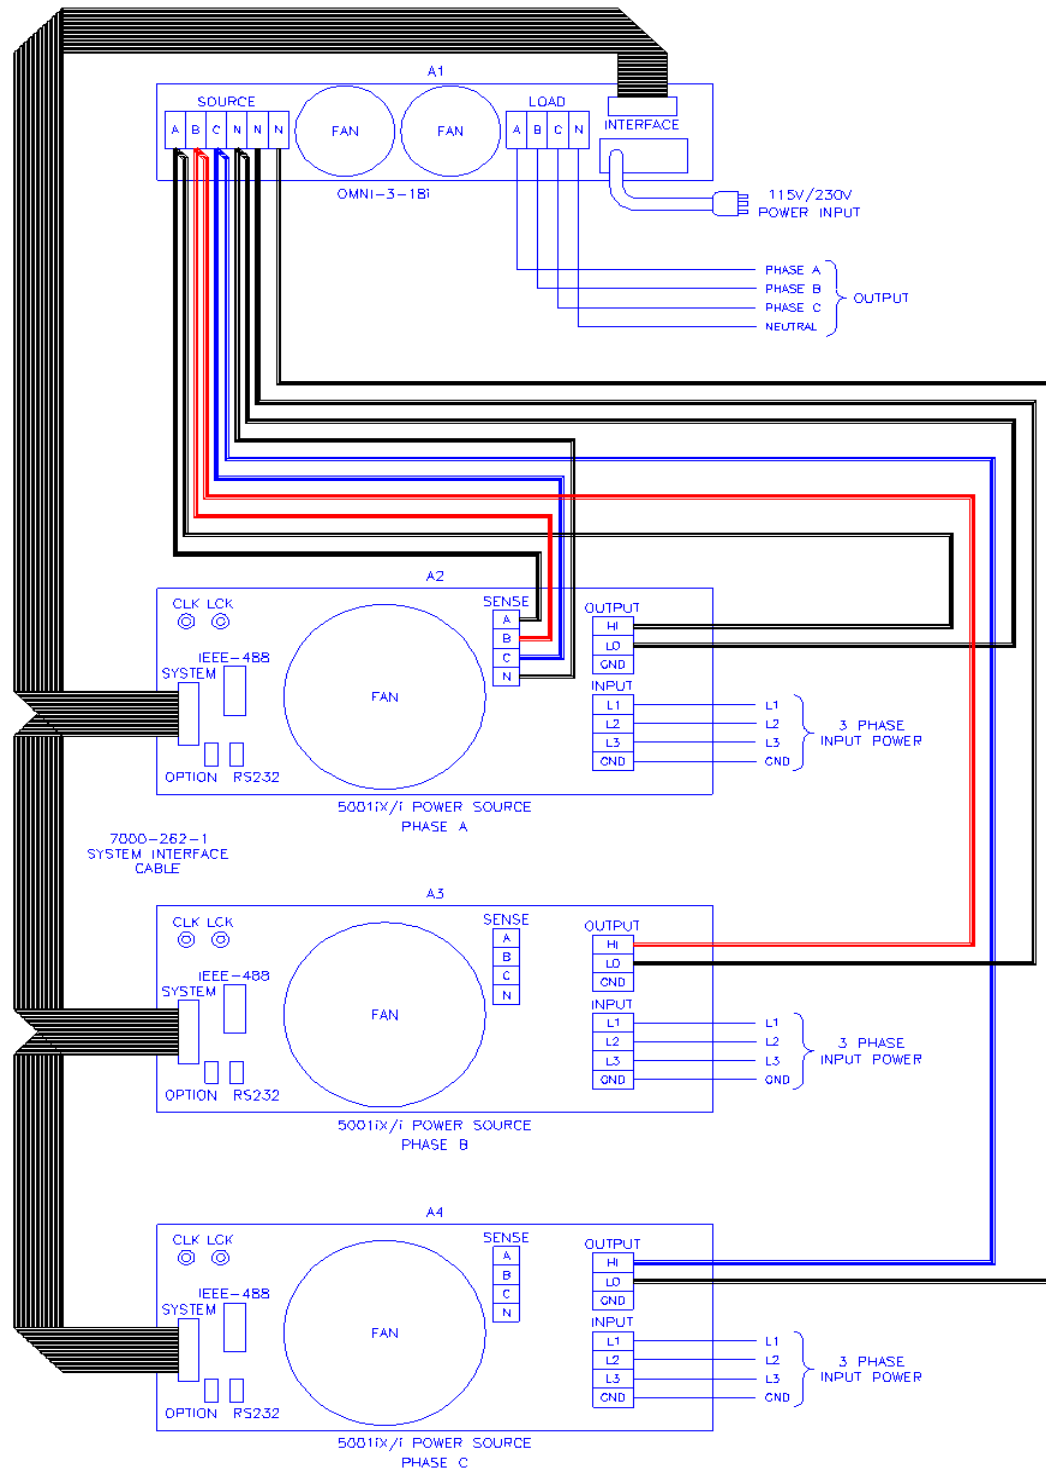 A1
SOURCE
LOAD
A B C N N N
FAN
FAN
A B C N
INTERFACE
OMNI-3-18i
115V/230V
POWER INPUT
PHASE A
PHASE B
PHASE C
NEUTRAL
OUTPUT
A2
CLK LCK
SENSE
A
B
C
N
OUTPUT
HI
LO
GND
IEEE-488
SYSTEM
FAN
INPUT
L1
L2
L3
GND
L1
L2
L3
GND
3 PHASE
INPUT POWER
OPTION RS232
5001iX/i POWER SOURCE
PHASE A
7000-262-1
SYSTEM INTERFACE
CABLE
A3
CLK LCK
SENSE
A
B
C
N
OUTPUT
HI
LO
GND
IEEE-488
SYSTEM
FAN
INPUT
L1
L2
L3
GND
L1
L2
L3
GND
3 PHASE
INPUT POWER
OPTION RS232
5001iX/i POWER SOURCE
PHASE B
A4
CLK LCK
SENSE
A
B
C
N
OUTPUT
HI
LO
GND
IEEE-488
SYSTEM
FAN
INPUT
L1
L2
L3
GND
L1
L2
L3
GND
3 PHASE
INPUT POWER
OPTION RS232
5001iX/i POWER SOURCE
PHASE C